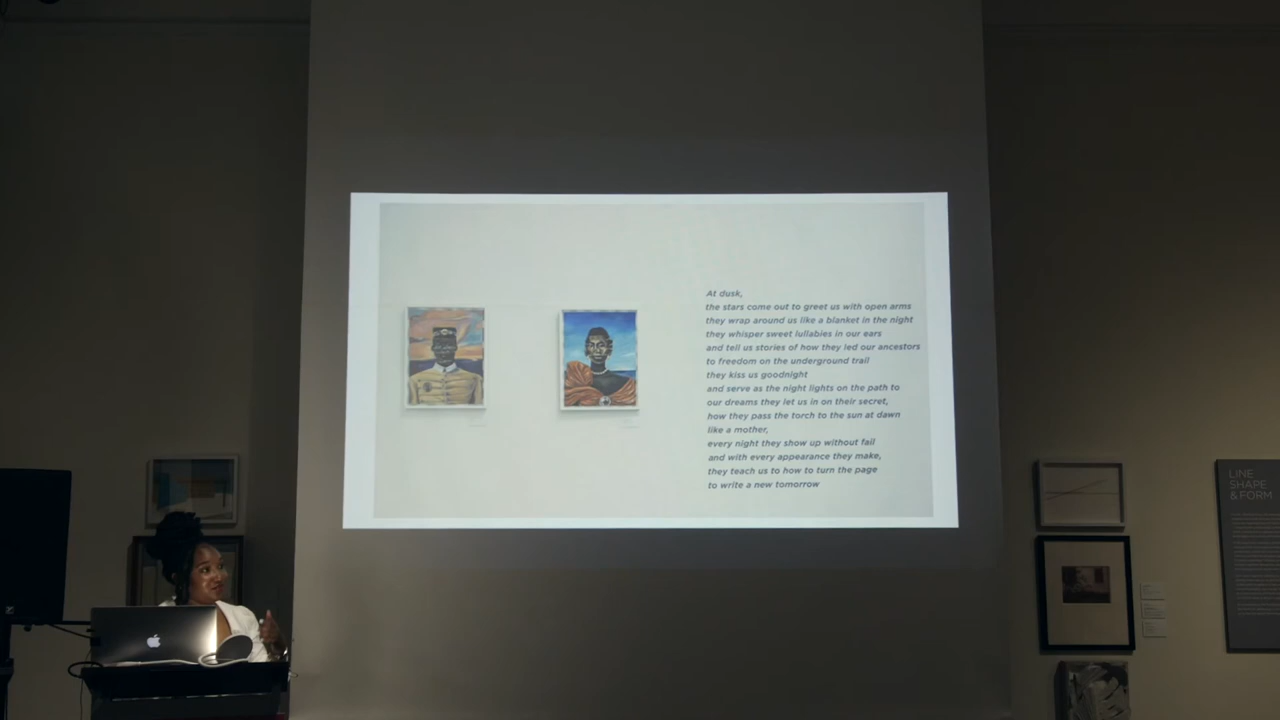 At dusk,
the stars come out to greet us with open arms
they wrap around us like a blanket in the night
they whisper sweet lullabies in our ears
and tell us stories of how they led our ancestors
to freedom on the underground trail
they kiss us goodnight
and serve as the night lights on the path to
our dreams they let us in on their secret,
how they pass the torch to the sun at dawn
like a mother,
every night they show up without fail
and with every appearance they make,
they teach us to how to turn the page
to write a new tomorrow
LINE
SHAPE
& FORM